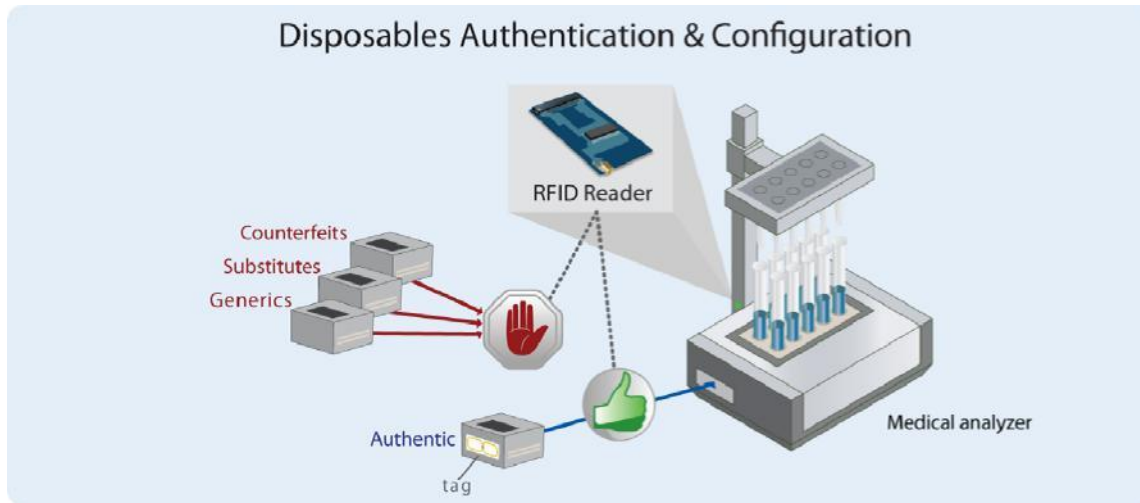 Disposables Authentication & Configuration
RFID Reader
Counterfeits
Substitutes
Generics
Authentic
tag
Medical analyzer